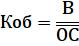 Коб = В
ОС